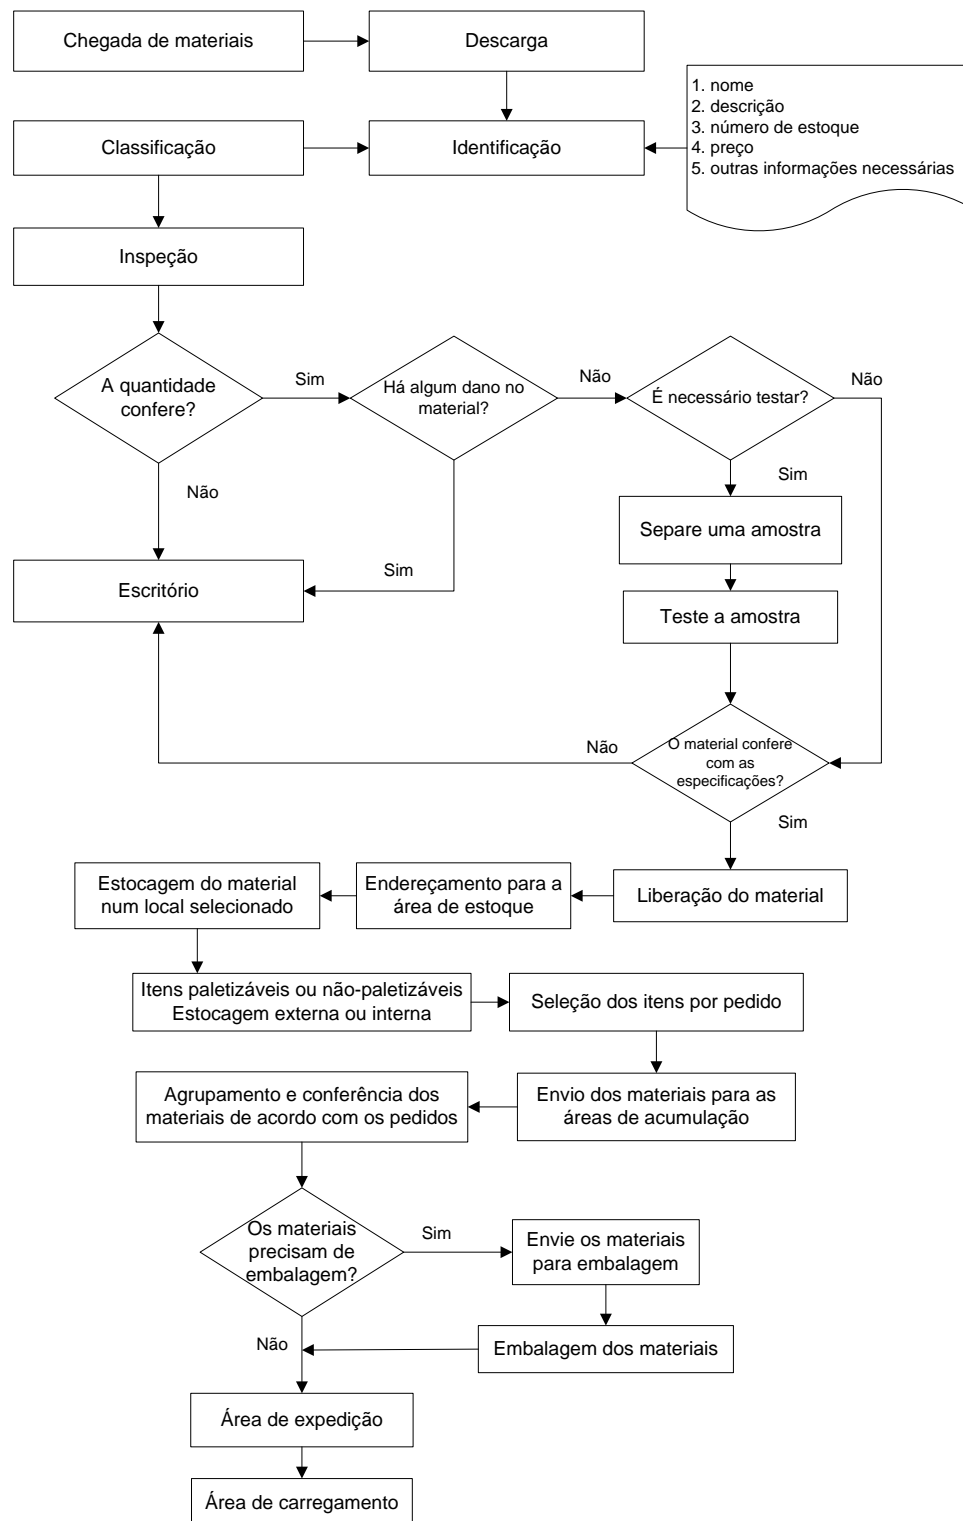 Chegada de materiais
Descarga
1. nome
2. descrição
3. número de estoque
4. preço
5. outras informações necessárias
Classificação
Identificação
Inspeção
A quantidade
confere?
Sim
Há algum dano no
material?
Não
É necessário testar?
Não
Não
Sim
Sim
Separe uma amostra
Escritório
Teste a amostra
Não
O material confere
com as
especificações?
Sim
Estocagem do material
num local selecionado
Endereçamento para a
área de estoque
Liberação do material
Itens paletizáveis ou não-paletizáveis
Estocagem externa ou interna
Seleção dos itens por pedido
Agrupamento e conferência dos
materiais de acordo com os pedidos
Envio dos materiais para as
áreas de acumulação
Os materiais
precisam de
embalagem?
Sim
Envie os materiais
para embalagem
Não
Embalagem dos materiais
Área de expedição
Área de carregamento